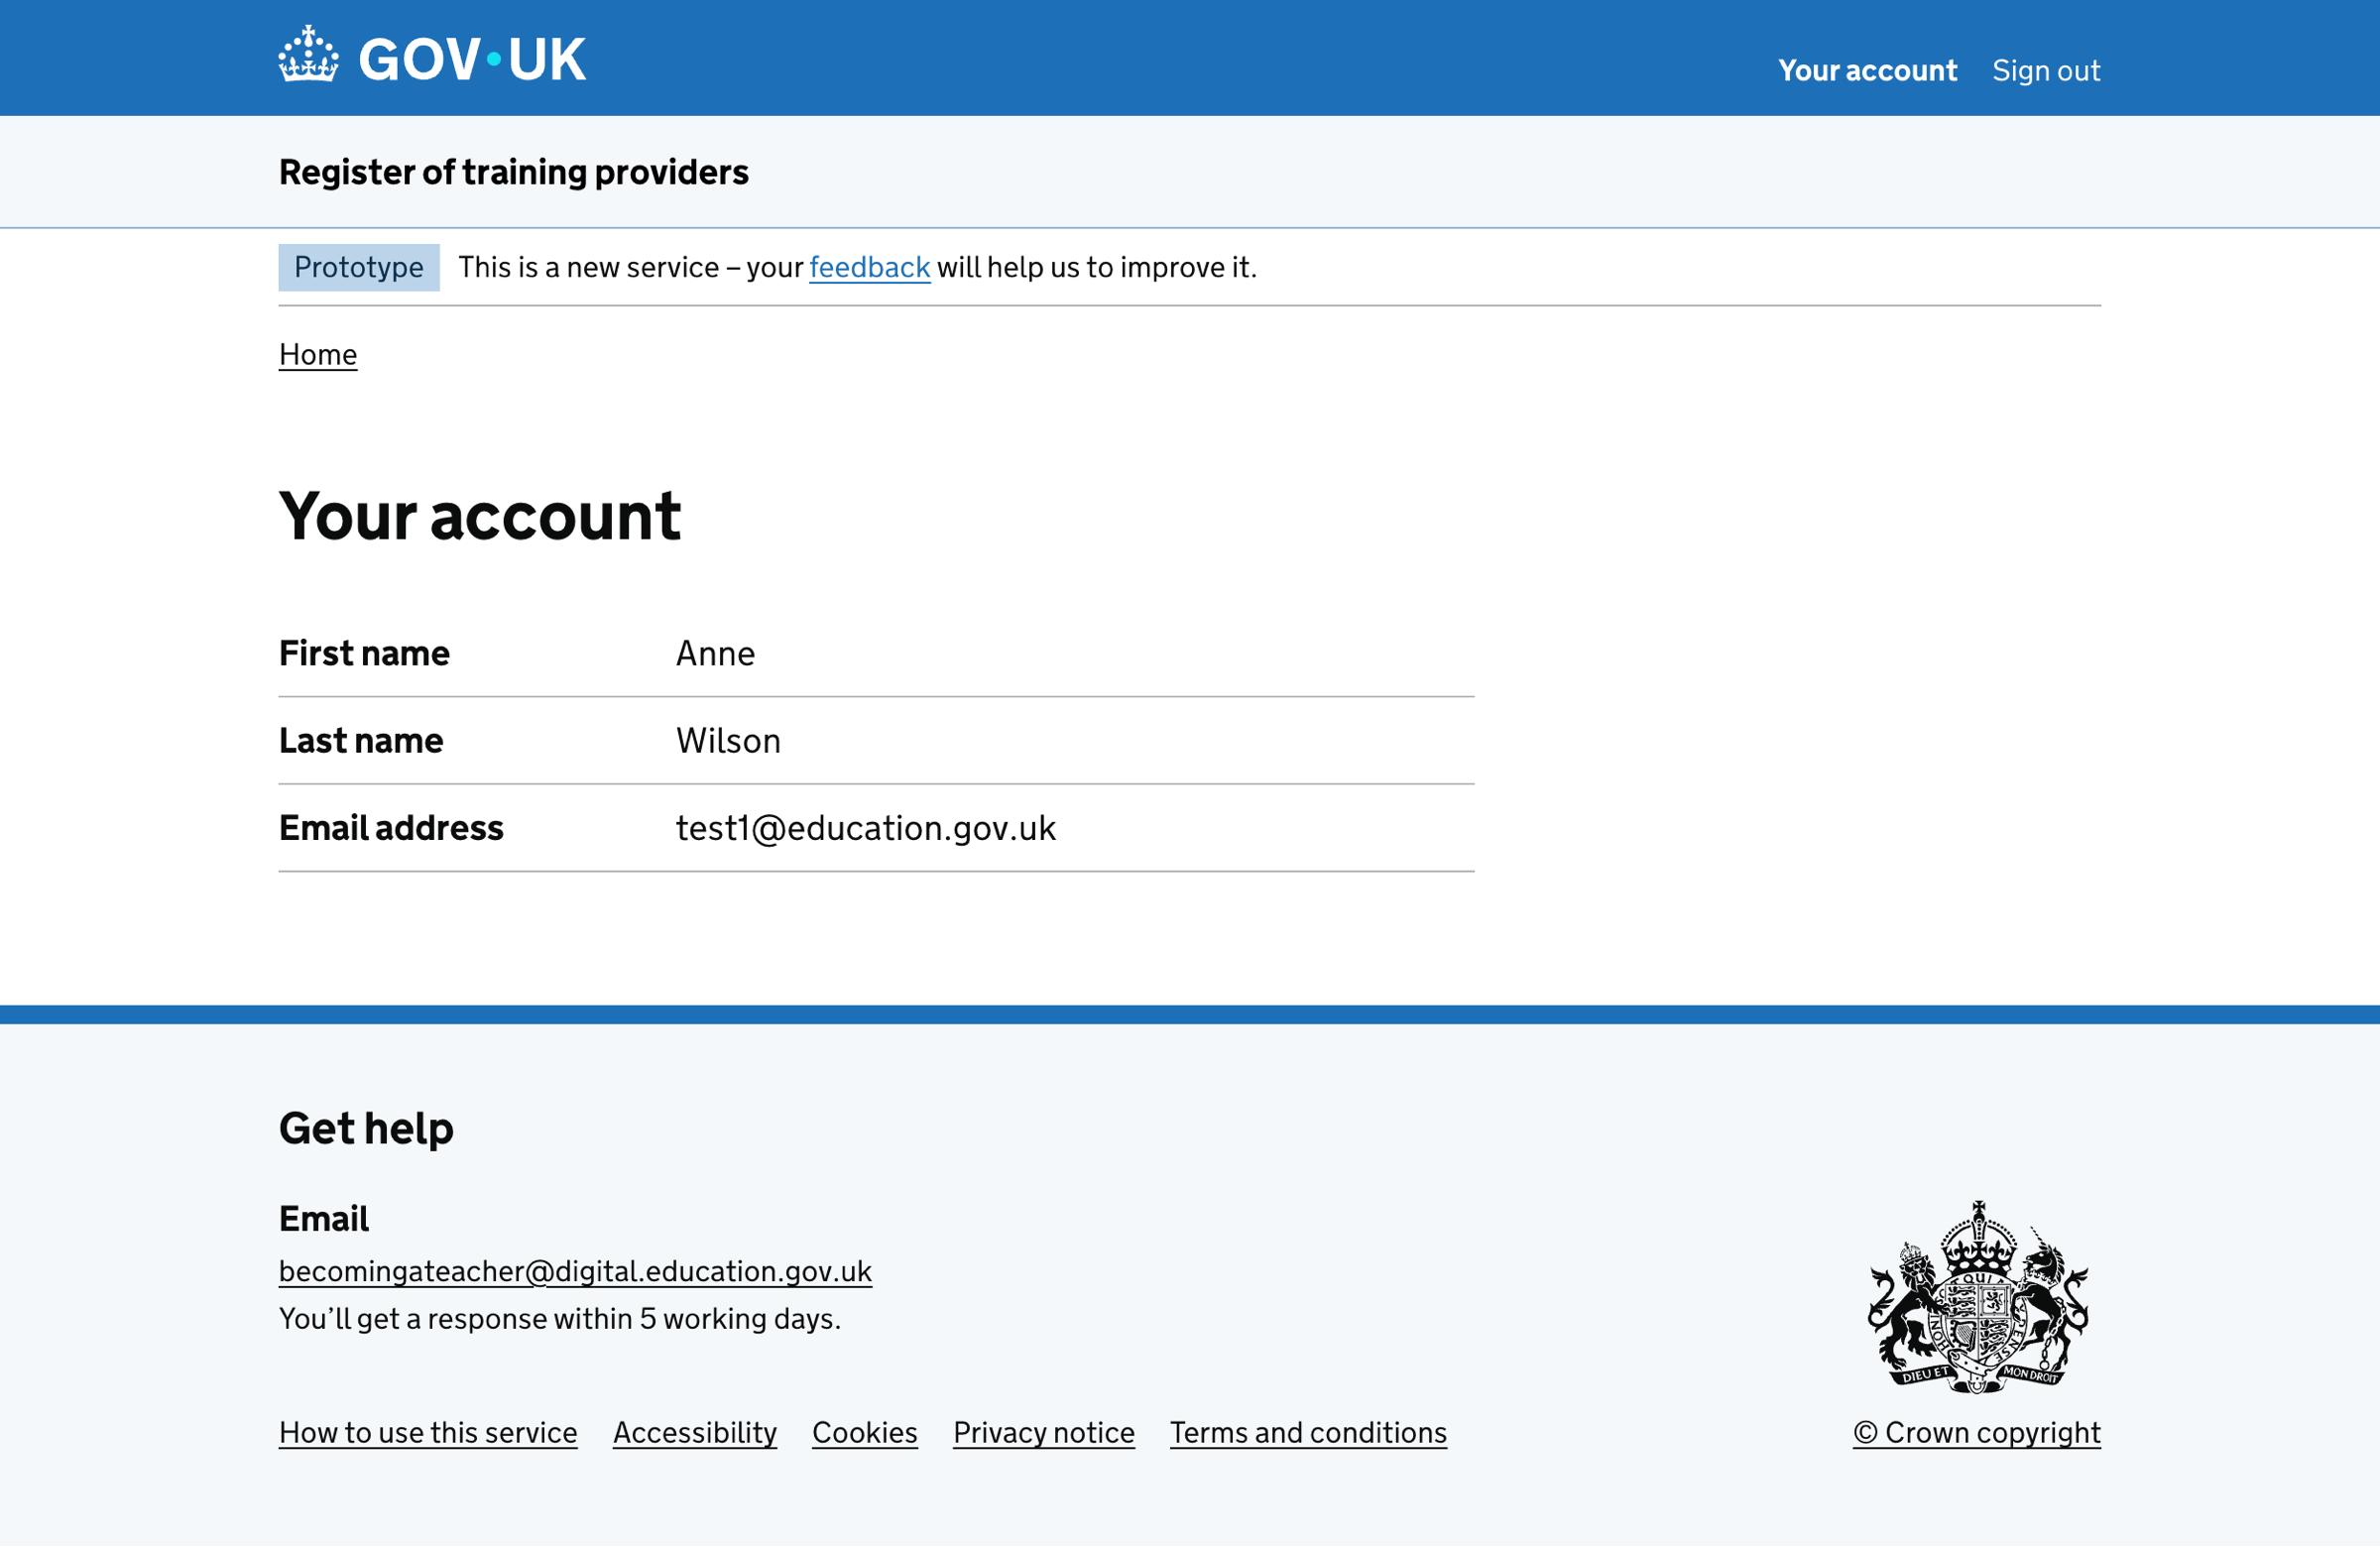 GOV·UK
Your account Sign out
Register of training providers
Prototype This is a new service – your feedback will help us to improve it.
Home
Your account
First name Anne
Last name Wilson
Email address test1@education.gov.uk
Get help
Email
becomingateacher@digital.education.gov.uk
You’ll get a response within 5 working days.
QUI
HONI
PENSE
DIEU ET MON DROIT
How to use this service Accessibility Cookies Privacy notice Terms and conditions © Crown copyright